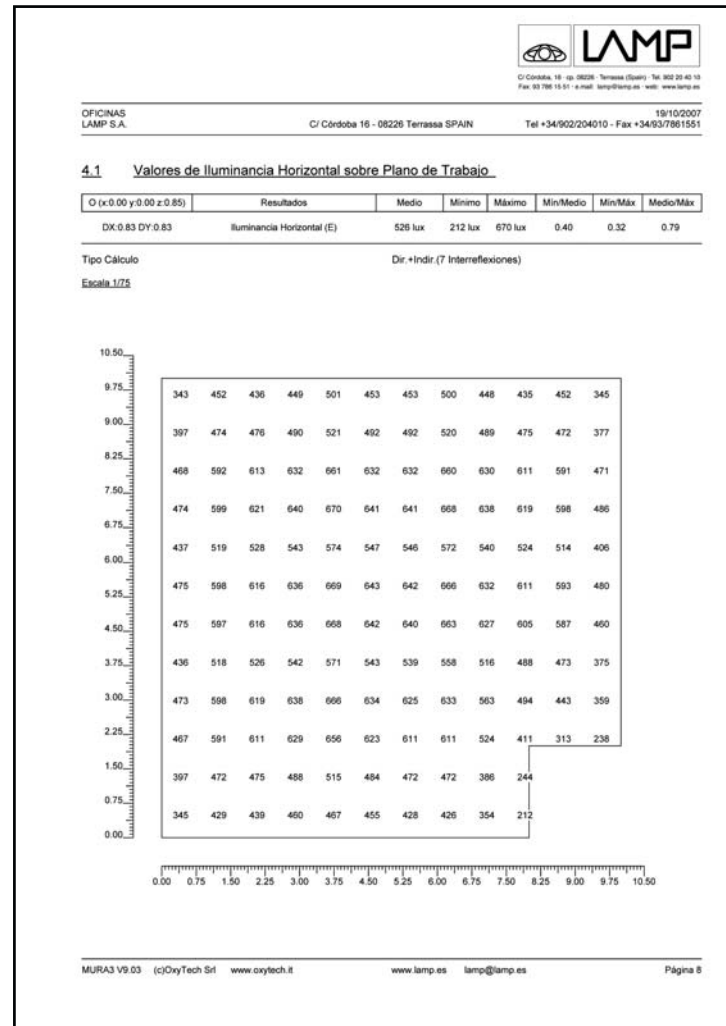 LAMP
C/ Córdoba, 16 - cp. 08226 - Terrassa (Spain) - Tel. 902 20 40 10
Fax. 93 786 15 51 - e.mail: lamp@lamp.es - web: www.lamp.es
OFICINAS 19/10/2007
LAMP S.A. C/ Córdoba 16 - 08226 Terrassa SPAIN Tel +34/902/204010 - Fax +34/93/7861551
4.1 Valores de Iluminancia Horizontal sobre Plano de Trabajo
O (x:0.00 y:0.00 z:0.85) Resultados Medio Mínimo Máximo Mín/Medio Mín/Máx Medio/Máx
DX:0.83 DY:0.83 Iluminancia Horizontal (E) 526 lux 212 lux 670 lux 0.40 0.32 0.79
Tipo Cálculo Dir.+Indir.(7 Interreflexiones)
Escala 1/75
10.50
9.75
343 452 436 449 501 453 453 500 448 435 452 345
9.00
397 474 476 490 521 492 492 520 489 475 472 377
8.25
468 592 613 632 661 632 632 660 630 611 591 471
7.50
474 599 621 640 670 641 641 668 638 619 598 486
6.75
437 519 528 543 574 547 546 572 540 524 514 406
6.00
475 598 616 636 669 643 642 666 632 611 593 480
5.25
4.50
475 597 616 636 668 642 640 663 627 605 587 460
3.75
436 518 526 542 571 543 539 558 516 488 473 375
3.00
473 598 619 638 666 634 625 633 563 494 443 359
2.25
467 591 611 629 656 623 611 611 524 411 313 238
1.50
397 472 475 488 515 484 472 472 386 244
0.75
345 429 439 460 467 455 428 426 354 212
0.00
0.00 0.75 1.50 2.25 3.00 3.75 4.50 5.25 6.00 6.75 7.50 8.25 9.00 9.75 10.50
MURA3 V9.03 (c)OxyTech Srl www.oxytech.it www.lamp.es lamp@lamp.es Página 8